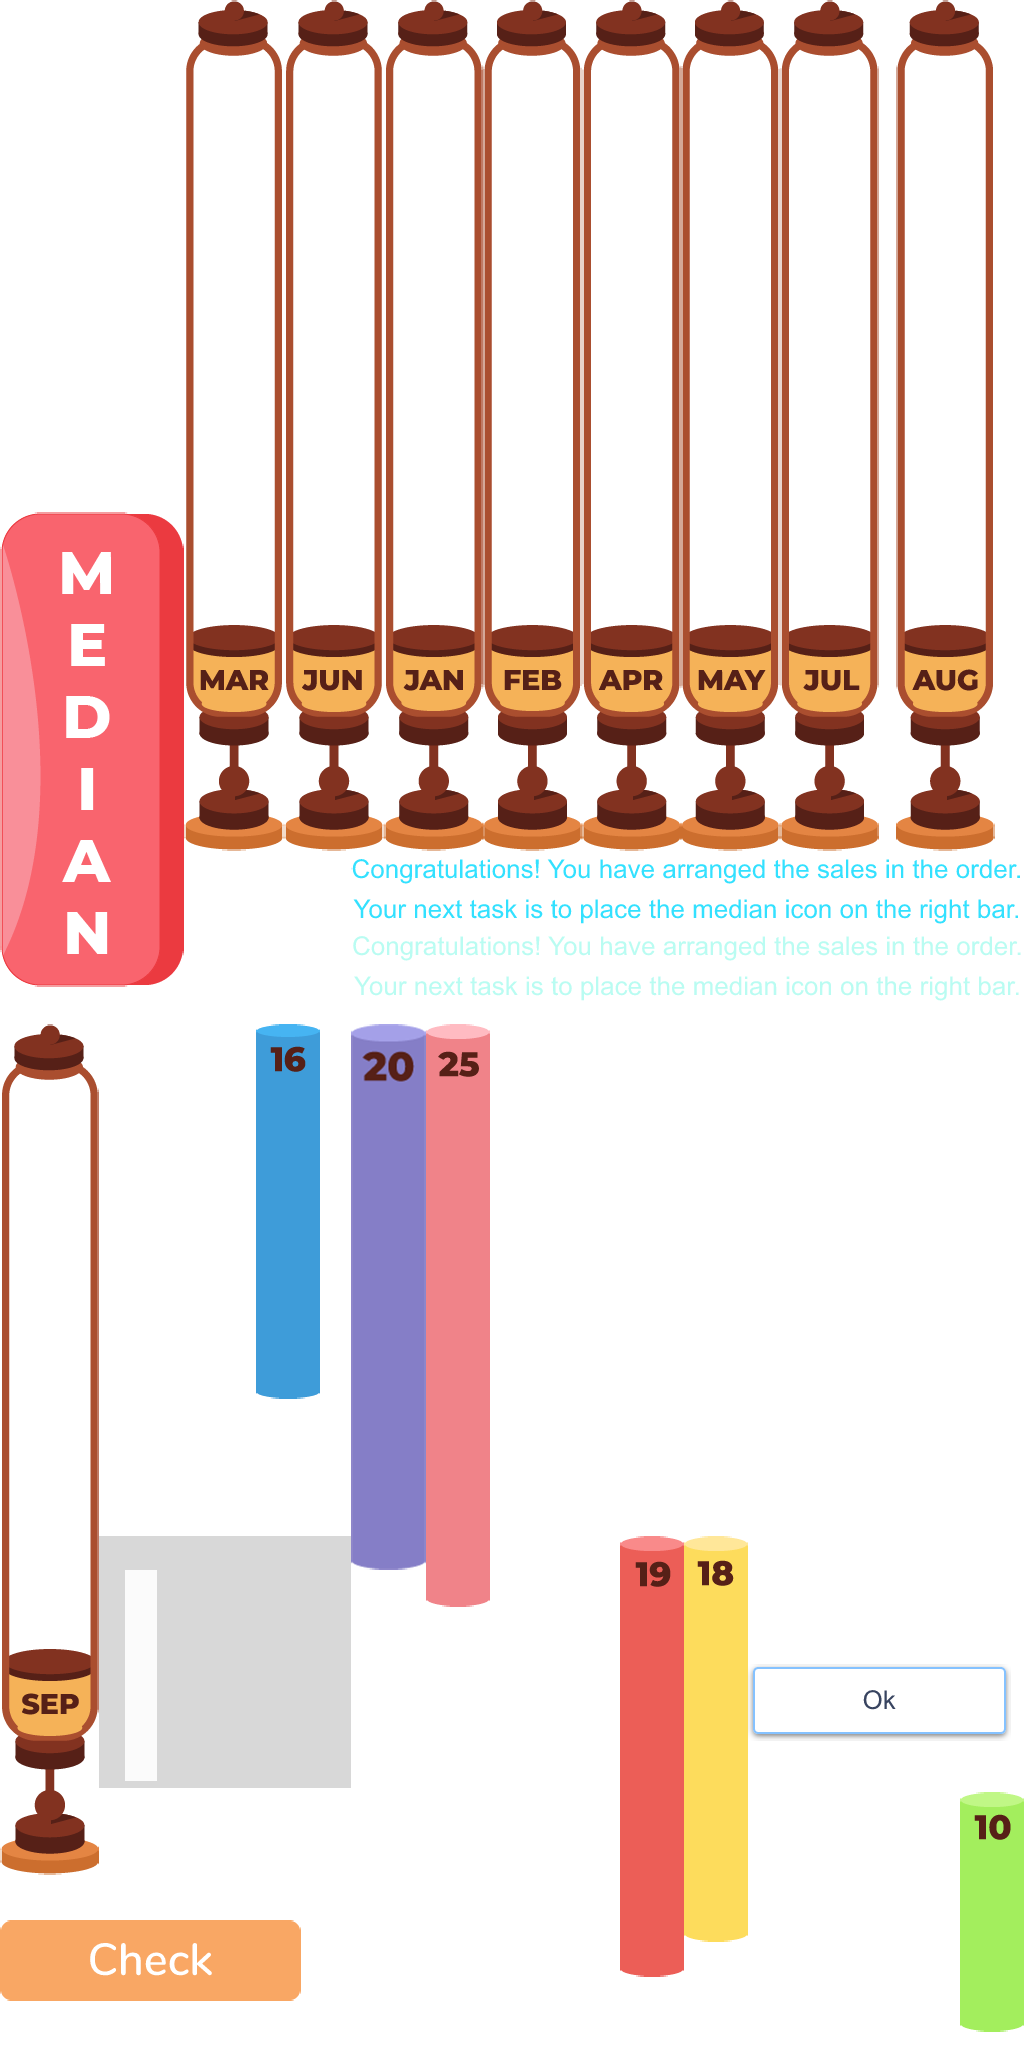 MAR JUN JAN FEB APR MAY JUL AUG
MEDIAN
Congratulations! You have arranged the sales in the order.
Your next task is to place the median icon on the right bar.
Congratulations! You have arranged the sales in the order.
Your next task is to place the median icon on the right bar.
16 20 25
19 18
SEP
Ok
10
Check